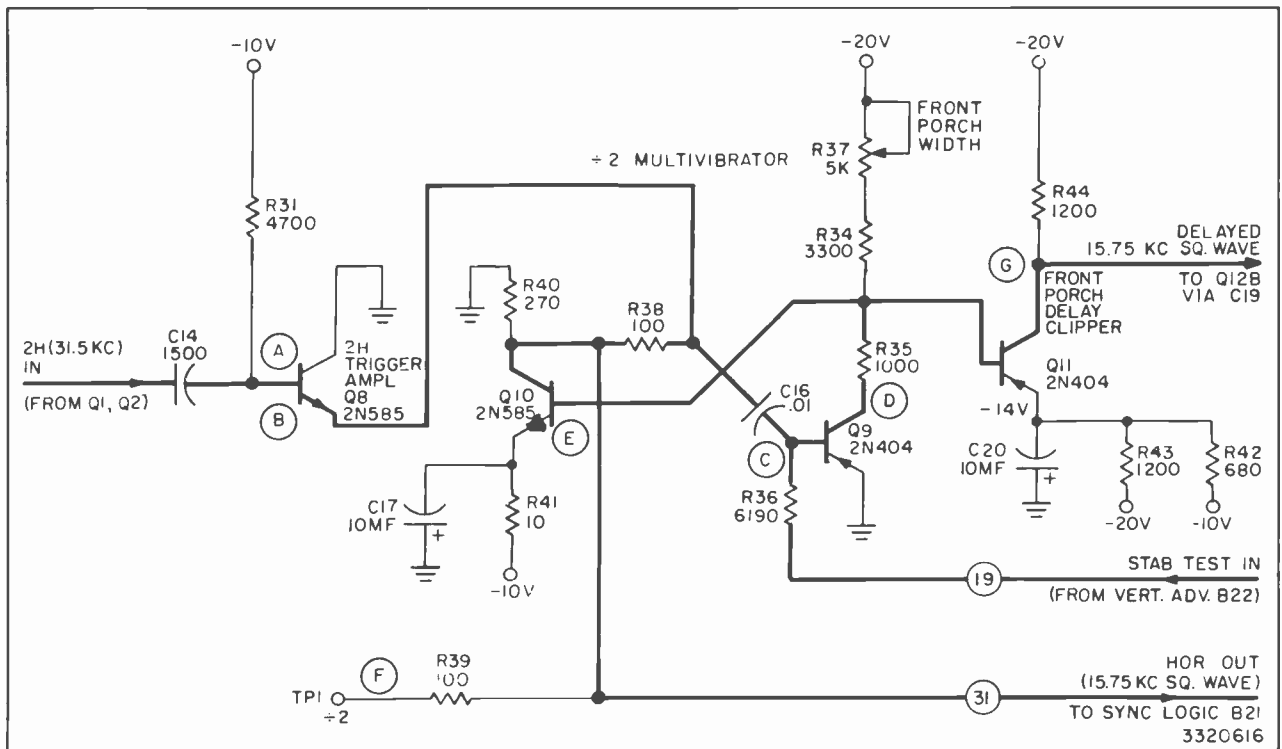 -10V
-20V
-20V
FRONT
PORCH
WIDTH
R37
5K
÷2 MULTIVIBRATOR
R31
4700
R34
3300
R44
1200
DELAYED
15.75 KC SQ. WAVE
TO Q12B
VIA C19
G
FRONT
PORCH
DELAY
CLIPPER
R40
270
R38
100
2H (31.5 KC)
IN
(FROM Q1, Q2)
C14
1500
A
B
2H
TRIGGER
AMPL
Q8
2N585
Q10
2N585
E
C16
.01
R35
1000
D
Q9
2N404
C
Q11
2N404
-14V
C17
10MF
+
R41
10
-10V
R36
6190
C20
10MF
+
R43
1200
-20V
R42
680
-10V
19
STAB TEST IN
(FROM VERT. ADV. B22)
TP1
÷2
F
R39
100
31
HOR OUT
(15.75 KC SQ. WAVE)
TO SYNC LOGIC B21
3320616